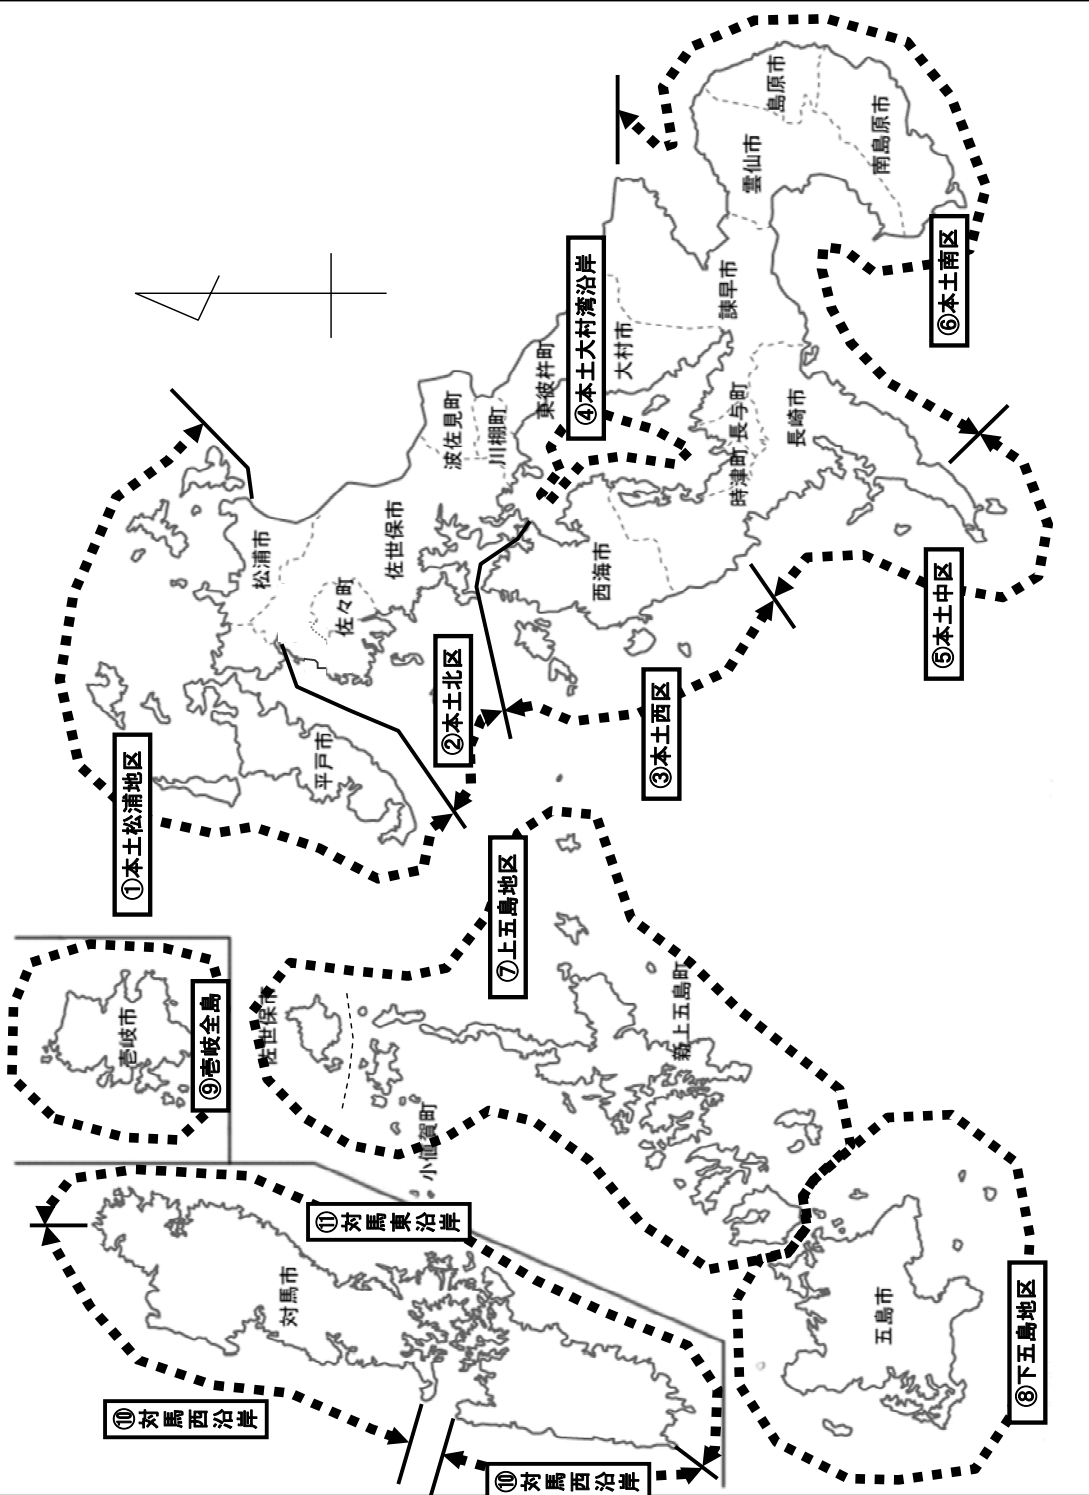 ①本土松浦地区
②本土北区
③本土西区
④本土大村湾沿岸
⑤本土中区
⑥本土南区
⑦上五島地区
⑧下五島地区
⑨壱岐全島
⑩対馬西沿岸
⑩対馬西沿岸
⑪対馬東沿岸
島原市
南島原市
雲仙市
諫早市
大村市
東彼杵町
川棚町
波佐見町
長与町
時津町
長崎市
西海市
佐世保市
佐々町
松浦市
平戸市
佐世保市
小値賀町
新上五島町
五島市
壱岐市
対馬市